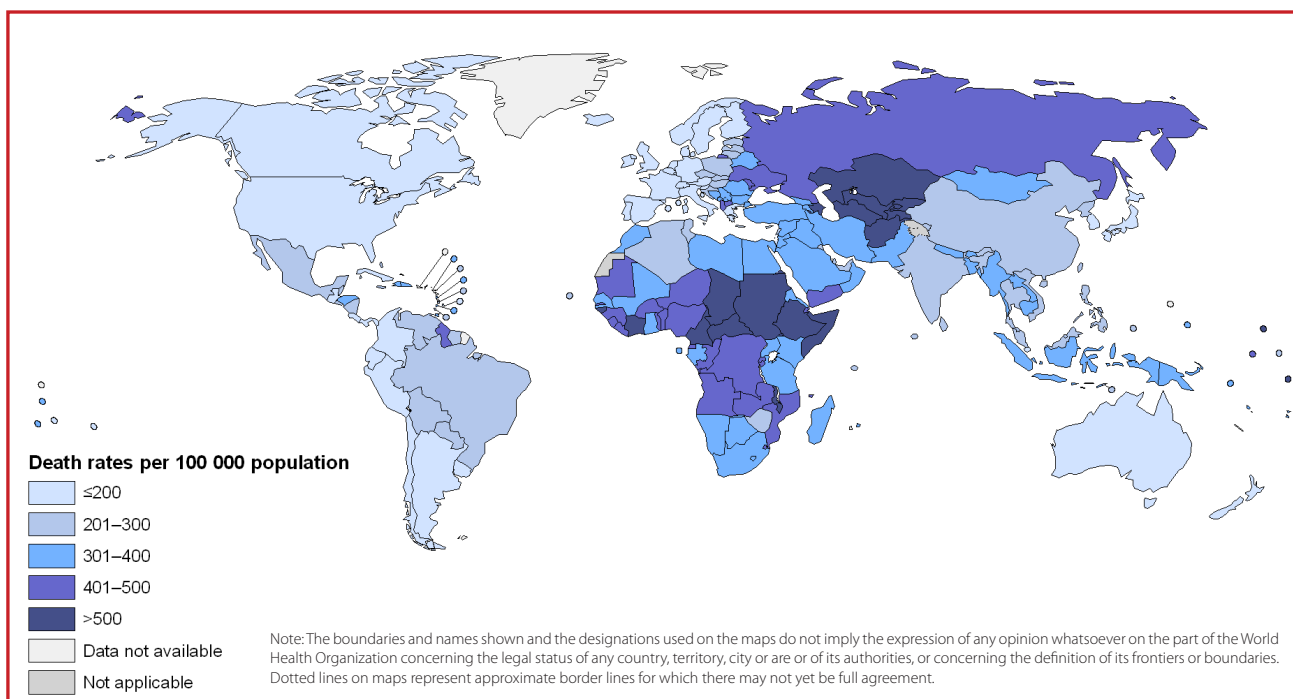 Death rates per 100 000 population
≤200
201–300
301–400
401–500
>500
Data not available
Not applicable
Note: The boundaries and names shown and the designations used on the maps do not imply the expression of any opinion whatsoever on the part of the World
Health Organization concerning the legal status of any country, territory, city or are or of its authorities, or concerning the definition of its frontiers or boundaries.
Dotted lines on maps represent approximate border lines for which there may not yet be full agreement.